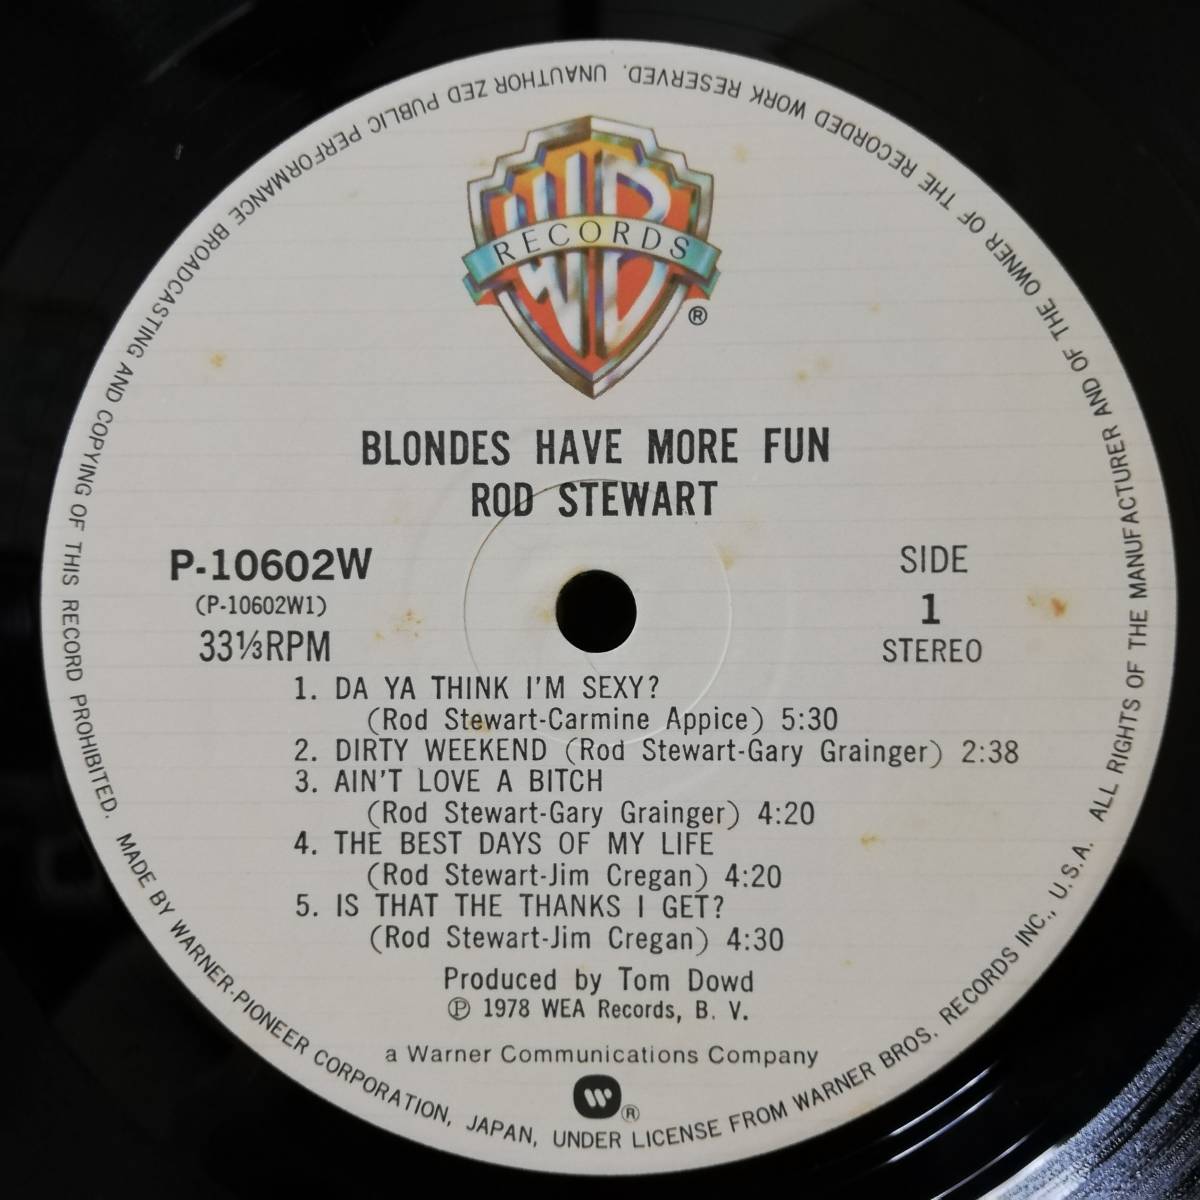 WB
RECORDS
®
BLONDES HAVE MORE FUN
ROD STEWART
P-10602W
(P-10602W1)
33⅓RPM
SIDE
1
STEREO
1. DA YA THINK I'M SEXY?
(Rod Stewart-Carmine Appice) 5:30
2. DIRTY WEEKEND (Rod Stewart-Gary Grainger) 2:38
3. AIN'T LOVE A BITCH
(Rod Stewart-Gary Grainger) 4:20
4. THE BEST DAYS OF MY LIFE
(Rod Stewart-Jim Cregan) 4:20
5. IS THAT THE THANKS I GET?
(Rod Stewart-Jim Cregan) 4:30
Produced by Tom Dowd
℗ 1978 WEA Records, B. V.
a Warner Communications Company
®
MADE BY WARNER-PIONEER CORPORATION, JAPAN, UNDER LICENSE FROM WARNER BROS. RECORDS INC., U.S.A. ALL RIGHTS OF THE MANUFACTURER AND OF THE OWNER OF THE RECORDED WORK RESERVED. UNAUTHOR ZED PUBLIC PERFORMANCE BROADCASTING AND COPYING OF THIS RECORD PROHIBITED.